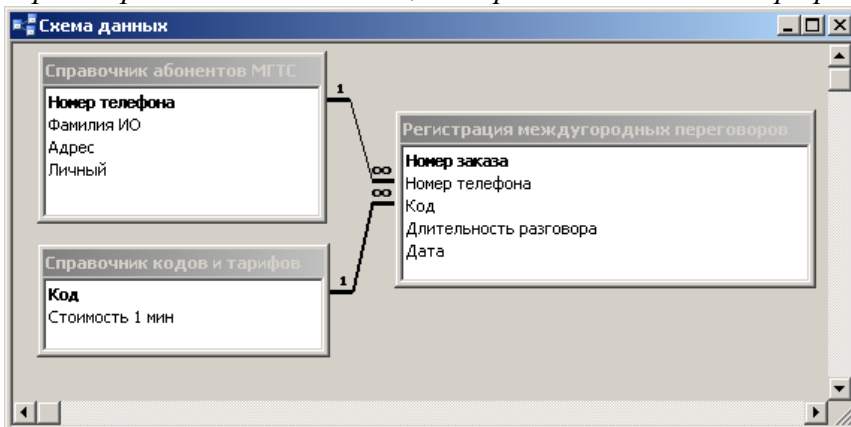 Схема данных
Справочник абонентов МГТС
Номер телефона
Фамилия ИО
Адрес
Личный
1
∞
Регистрация междугородных переговоров
Номер заказа
Номер телефона
Код
Длительность разговора
Дата
∞
Справочник кодов и тарифов
Код
Стоимость 1 мин
1